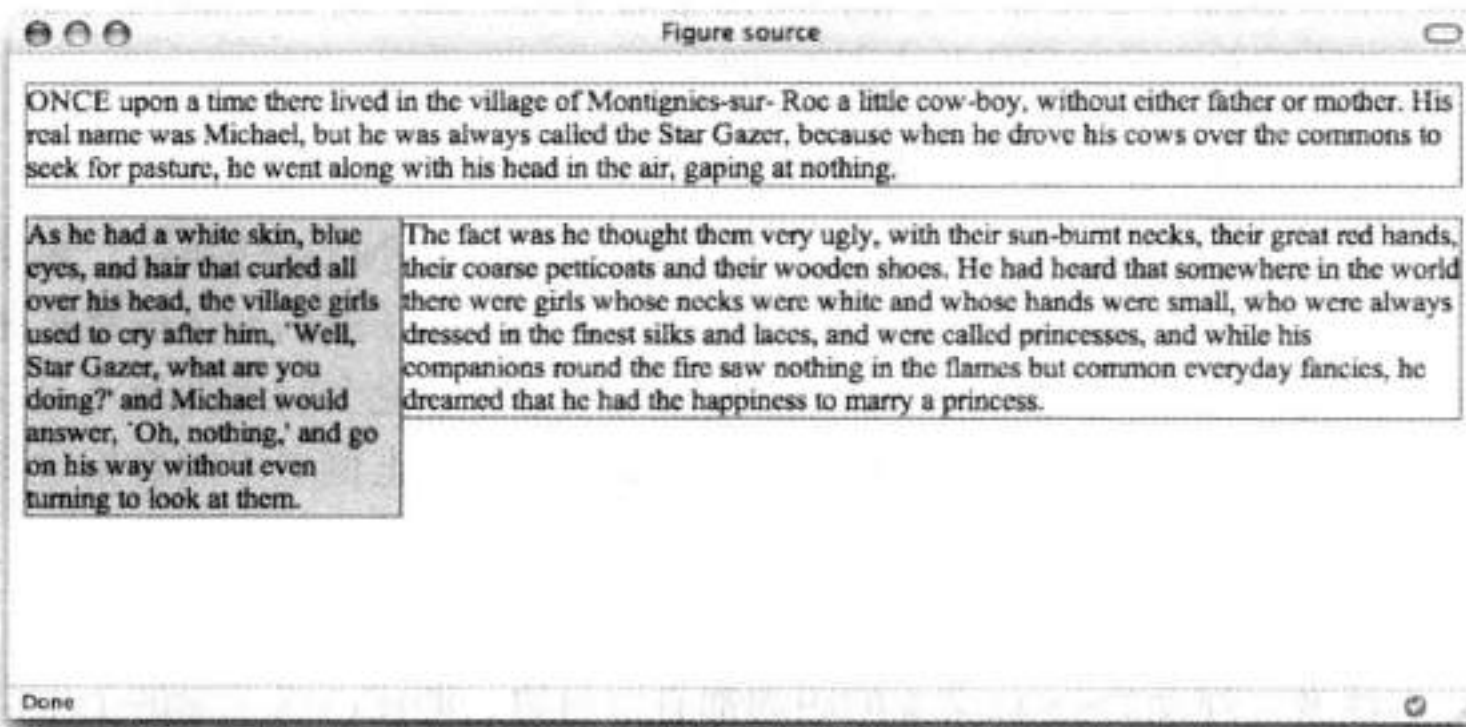 Figure source
ONCE upon a time there lived in the village of Montignies-sur- Roc a little cow-boy, without either father or mother. His
real name was Michael, but he was always called the Star Gazer, because when he drove his cows over the commons to
seek for pasture, he went along with his head in the air, gaping at nothing.
As he had a white skin, blue
eyes, and hair that curled all
over his head, the village girls
used to cry after him, `Well,
Star Gazer, what are you
doing?' and Michael would
answer, `Oh, nothing,' and go
on his way without even
turning to look at them.
The fact was he thought them very ugly, with their sun-burnt necks, their great red hands,
their coarse petticoats and their wooden shoes. He had heard that somewhere in the world
there were girls whose necks were white and whose hands were small, who were always
dressed in the finest silks and laces, and were called princesses, and while his
companions round the fire saw nothing in the flames but common everyday fancies, he
dreamed that he had the happiness to marry a princess.
Done